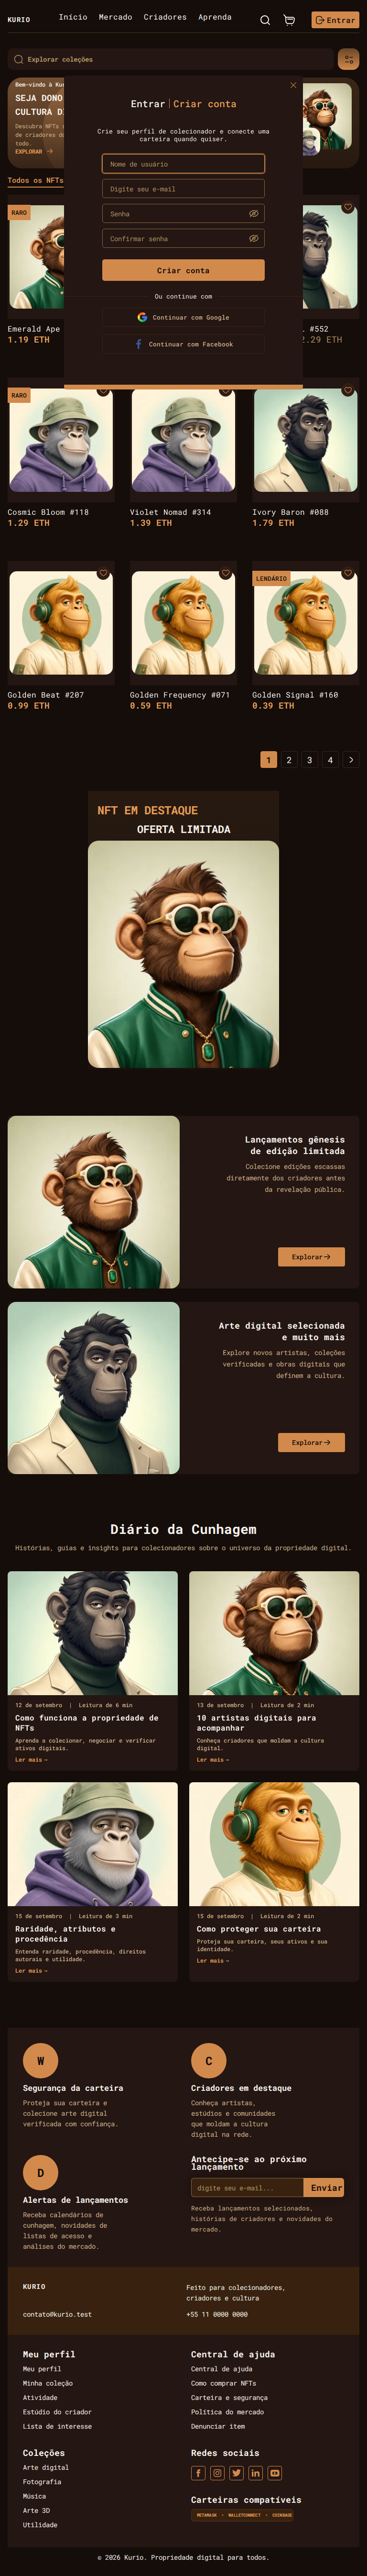 KURIO
Início Mercado Criadores Aprenda
Entrar
Explorar coleções
Bem-vindo à
SEJA DONO
CULTURA
Descubra NFTs
de criadores
todo.
EXPLORAR →
Todos os NFTs
Entrar | Criar conta
Crie seu perfil de colecionador e conecte uma
carteira quando quiser.
Nome de usuário
Digite seu e-mail
Senha
Confirmar senha
Criar conta
Ou continue com
Continuar com Google
Continuar com Facebook
RARO
Emerald Ape
1.19 ETH
#552
2.29 ETH
RARO
Cosmic Bloom #118
1.29 ETH
Violet Nomad #314
1.39 ETH
Ivory Baron #088
1.79 ETH
LENDÁRIO
Golden Beat #207
0.99 ETH
Golden Frequency #071
0.59 ETH
Golden Signal #160
0.39 ETH
1 2 3 4 >
NFT EM DESTAQUE
OFERTA LIMITADA
Lançamentos gênesis
de edição limitada
Colecione edições escassas
diretamente dos criadores antes
da revelação pública.
Explorar→
Arte digital selecionada
e muito mais
Explore novos artistas, coleções
verificadas e obras digitais que
definem a cultura.
Explorar→
Diário da Cunhagem
Histórias, guias e insights para colecionadores sobre o universo da propriedade digital.
12 de setembro | Leitura de 6 min
Como funciona a propriedade de
NFTs
Aprenda a colecionar, negociar e verificar
ativos digitais.
Ler mais →
13 de setembro | Leitura de 2 min
10 artistas digitais para
acompanhar
Conheça criadores que moldam a cultura
digital.
Ler mais →
15 de setembro | Leitura de 3 min
Raridade, atributos e
procedência
Entenda raridade, procedência, direitos
autorais e utilidade.
Ler mais →
15 de setembro | Leitura de 2 min
Como proteger sua carteira
Proteja sua carteira, seus ativos e sua
identidade.
Ler mais →
W
Segurança da carteira
Proteja sua carteira e
colecione arte digital
verificada com confiança.
C
Criadores em destaque
Conheça artistas,
estúdios e comunidades
que moldam a cultura
digital na rede.
D
Alertas de lançamentos
Receba calendários de
cunhagem, novidades de
listas de acesso e
análises do mercado.
Antecipe-se ao próximo
lançamento
digite seu e-mail...
Enviar
Receba lançamentos selecionados,
histórias de criadores e novidades do
mercado.
KURIO
Feito para colecionadores,
criadores e cultura
contato@kurio.test
+55 11 0000 0000
Meu perfil
Meu perfil
Minha coleção
Atividade
Estúdio do criador
Lista de interesse
Central de ajuda
Central de ajuda
Como comprar NFTs
Carteira e segurança
Política do mercado
Denunciar item
Coleções
Arte digital
Fotografia
Música
Arte 3D
Utilidade
Redes sociais
Carteiras compatíveis
METAMASK · WALLETCONNECT · COINBASE
© 2026 Kurio. Propriedade digital para todos.